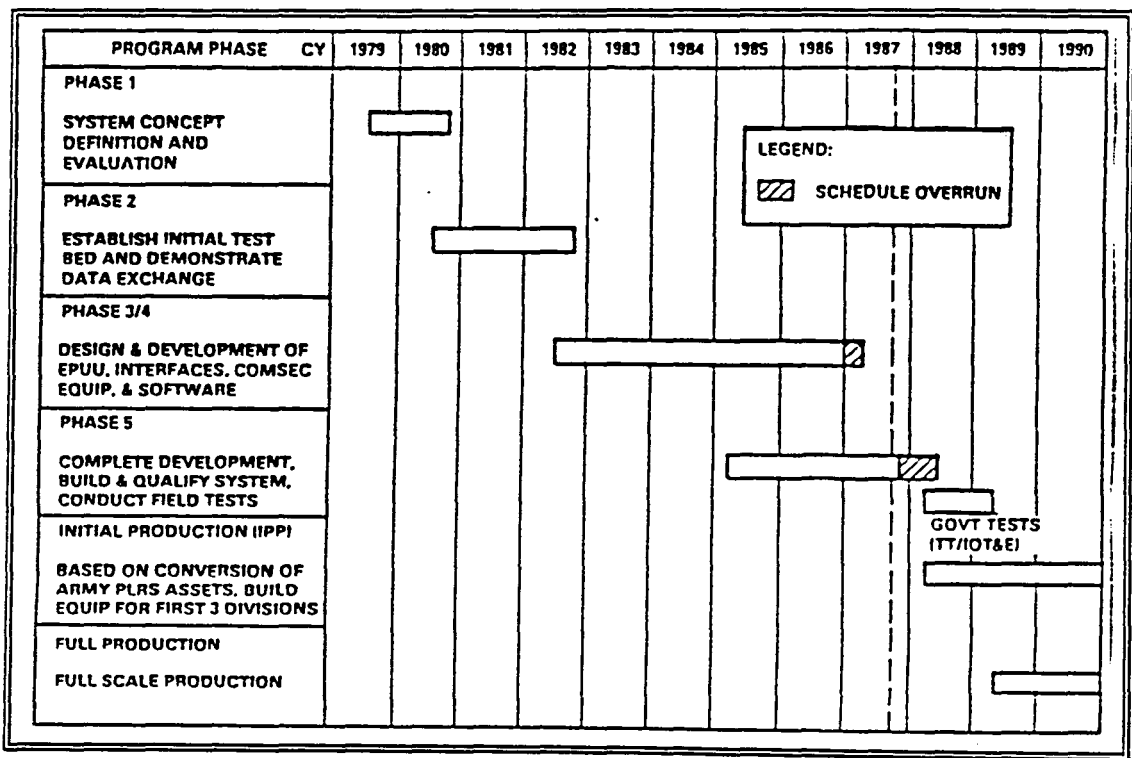 PROGRAM PHASE CY 1979 1980 1981 1982 1983 1984 1985 1986 1987 1988 1989 1990
PHASE 1
SYSTEM CONCEPT
DEFINITION AND
EVALUATION
LEGEND:
SCHEDULE OVERRUN
PHASE 2
ESTABLISH INITIAL TEST
BED AND DEMONSTRATE
DATA EXCHANGE
PHASE 3/4
DESIGN & DEVELOPMENT OF
EPUU, INTERFACES, COMSEC
EQUIP, & SOFTWARE
PHASE 5
COMPLETE DEVELOPMENT,
BUILD & QUALIFY SYSTEM,
CONDUCT FIELD TESTS
GOVT TESTS
(TT/IOT&E)
INITIAL PRODUCTION (IPP)
BASED ON CONVERSION OF
ARMY PLRS ASSETS, BUILD
EQUIP FOR FIRST 3 DIVISIONS
FULL PRODUCTION
FULL SCALE PRODUCTION